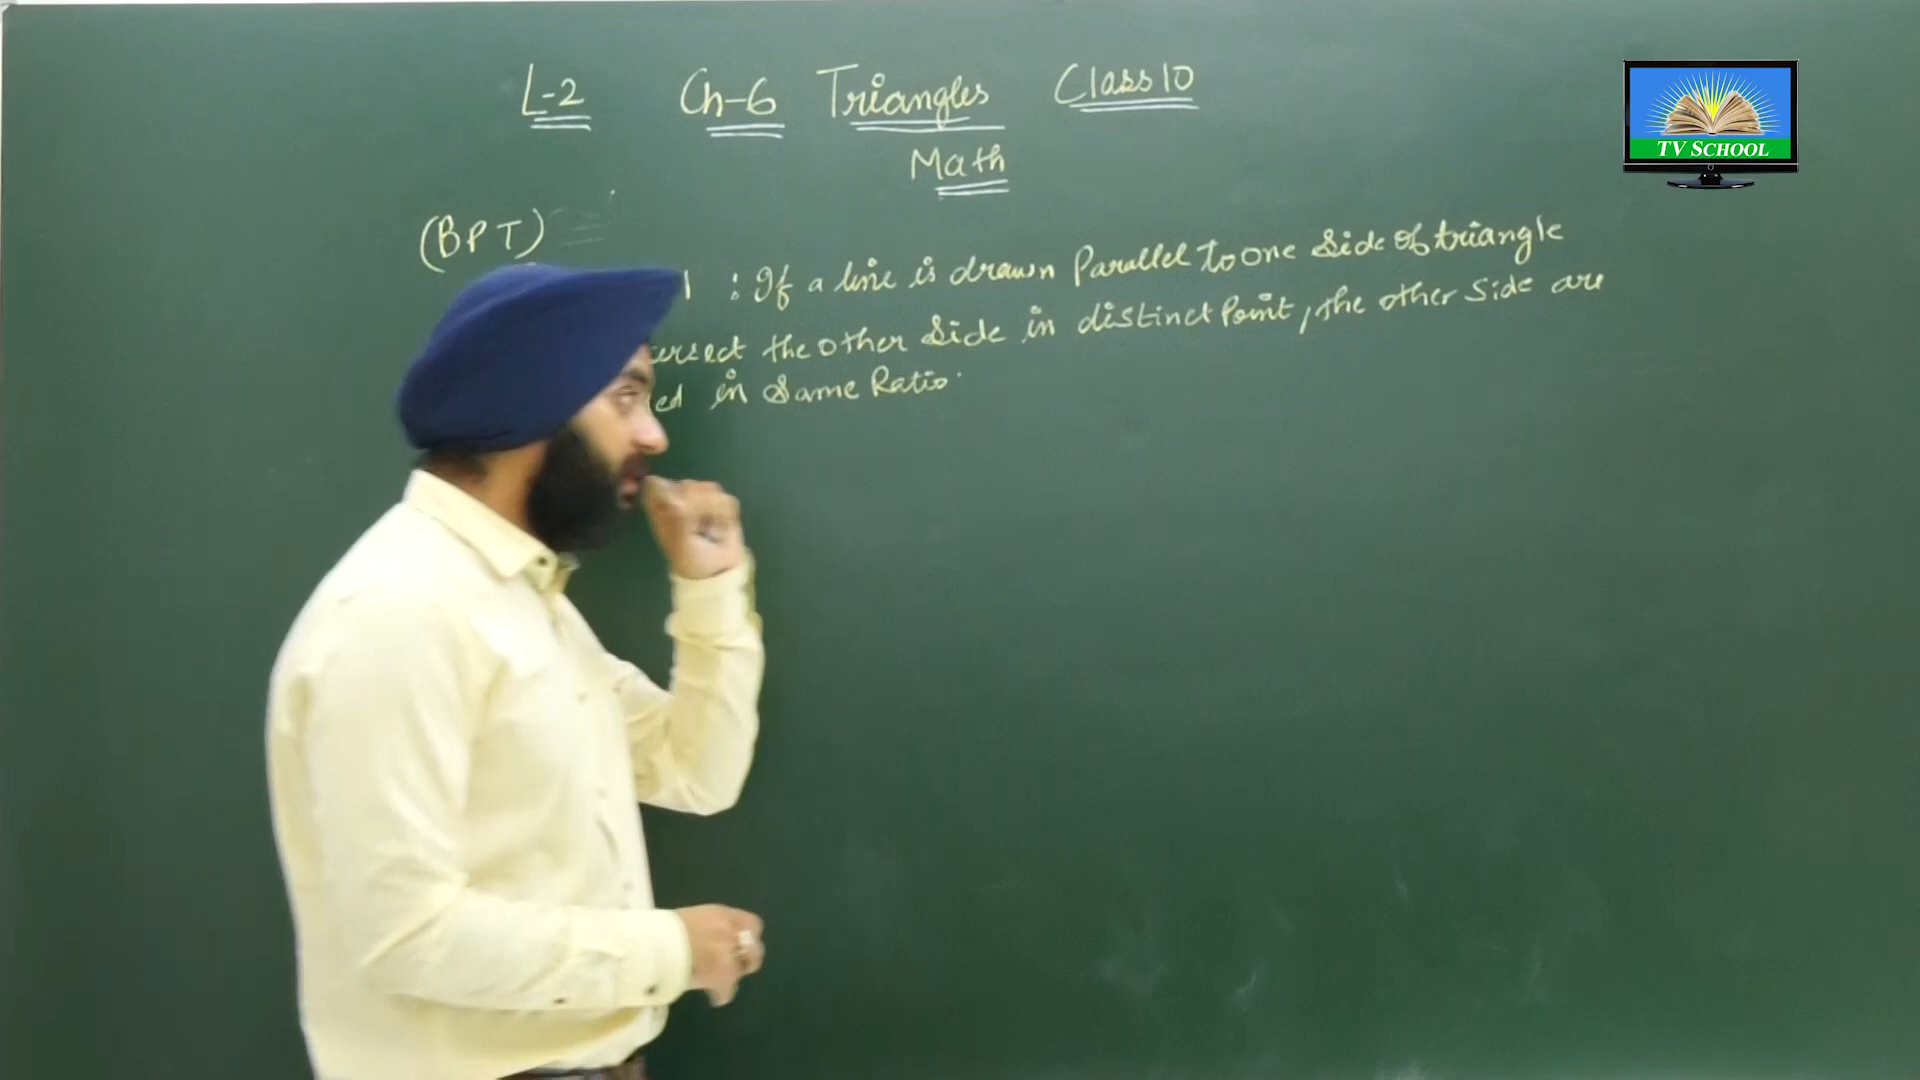 L-2 Ch-6 Triangles Class 10
Math
(BPT)
1 : If a line is drawn Parallel to one Side of triangle
the other Side in distinct Point, the other Side are
in Same Ratio.
TV SCHOOL